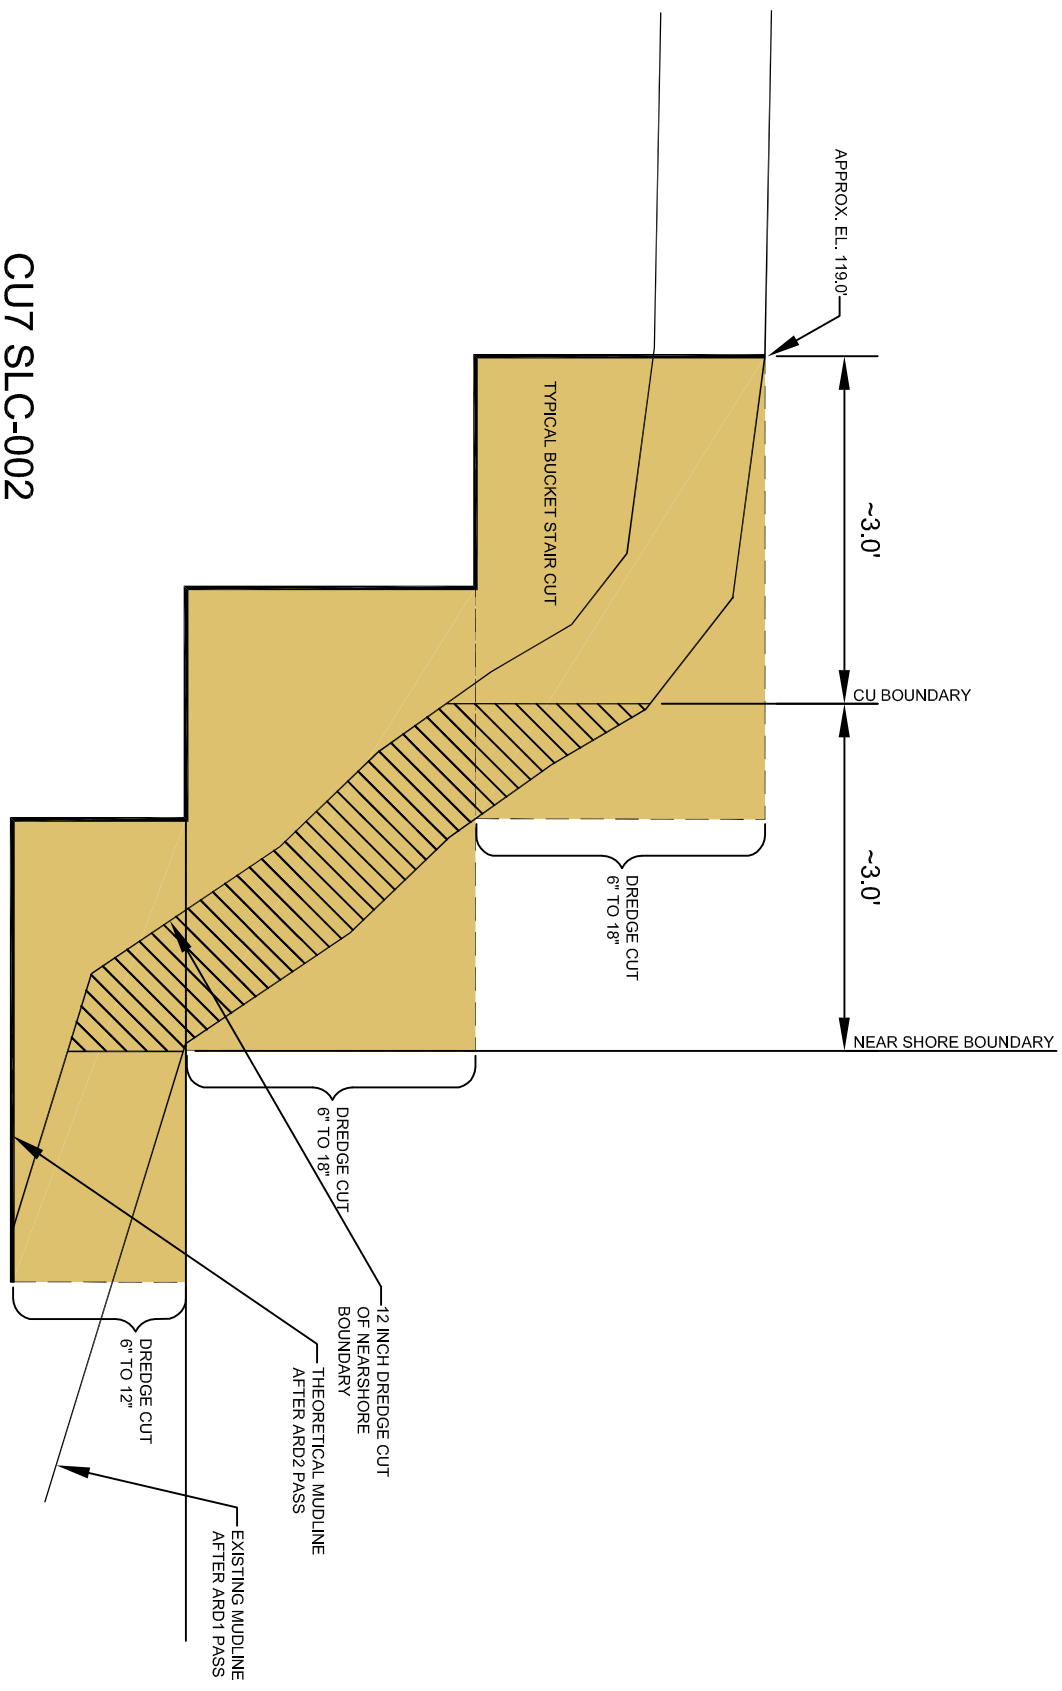 APPROX. EL. 119.0'
~3.0'
CU BOUNDARY
~3.0'
NEAR SHORE BOUNDARY
TYPICAL BUCKET STAIR CUT
DREDGE CUT
6" TO 18"
DREDGE CUT
6" TO 18"
12 INCH DREDGE CUT
OF NEARSHORE
BOUNDARY
THEORETICAL MUDLINE
AFTER ARD2 PASS
DREDGE CUT
6" TO 12"
EXISTING MUDLINE
AFTER ARD1 PASS
CU7 SLC-002